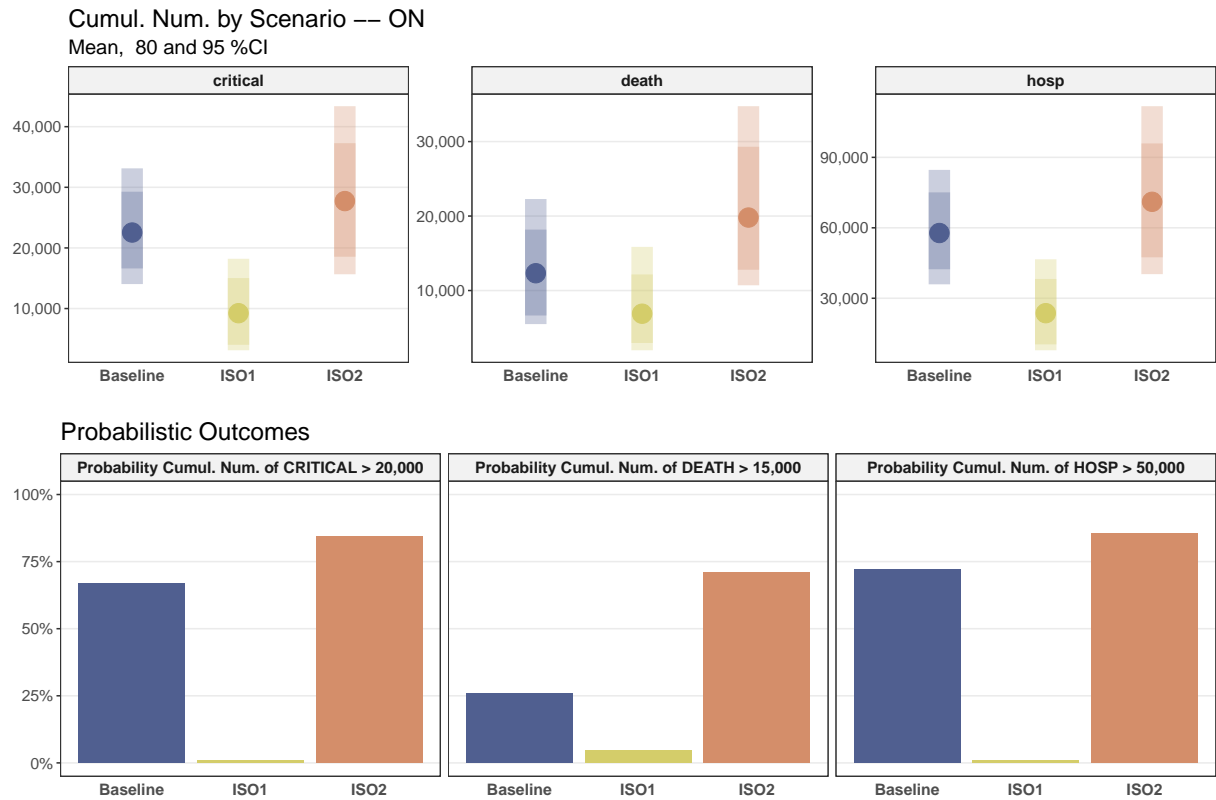 Cumul. Num. by Scenario −− ON
Mean,  80 and 95 %CI
critical
death
hosp
40,000
30,000
20,000
10,000
30,000
20,000
10,000
90,000
60,000
30,000
Baseline ISO1 ISO2
Baseline ISO1 ISO2
Baseline ISO1 ISO2
Probabilistic Outcomes
Probability Cumul. Num. of CRITICAL > 20,000
Probability Cumul. Num. of DEATH > 15,000
Probability Cumul. Num. of HOSP > 50,000
100%
75%
50%
25%
0%
Baseline ISO1 ISO2
Baseline ISO1 ISO2
Baseline ISO1 ISO2